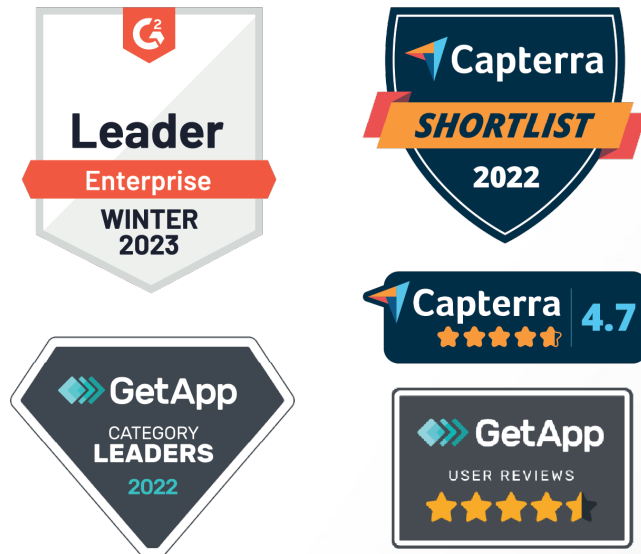 G2
Leader
Enterprise
WINTER
2023
Capterra
SHORTLIST
2022
Capterra
4.7
GetApp
CATEGORY
LEADERS
2022
GetApp
USER REVIEWS